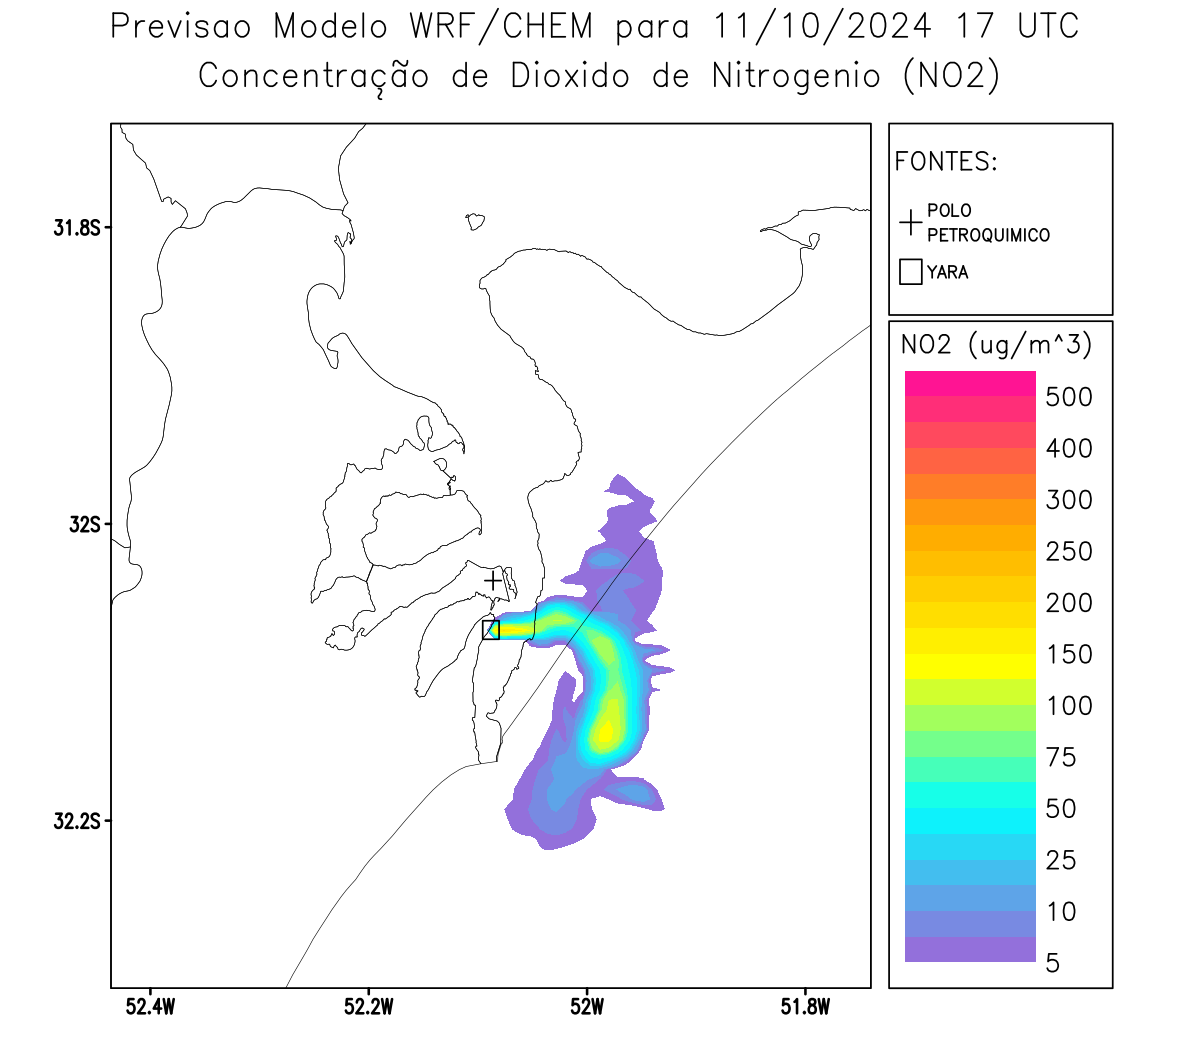 Previsao Modelo WRF/CHEM para 11/10/2024 17 UTC
Concentração de Dioxido de Nitrogenio (NO2)
FONTES:
POLO
PETROQUIMICO
YARA
NO2 (ug/m^3)
500
400
300
250
200
150
100
75
50
25
10
5
31.8S
32S
32.2S
52.4W
52.2W
52W
51.8W